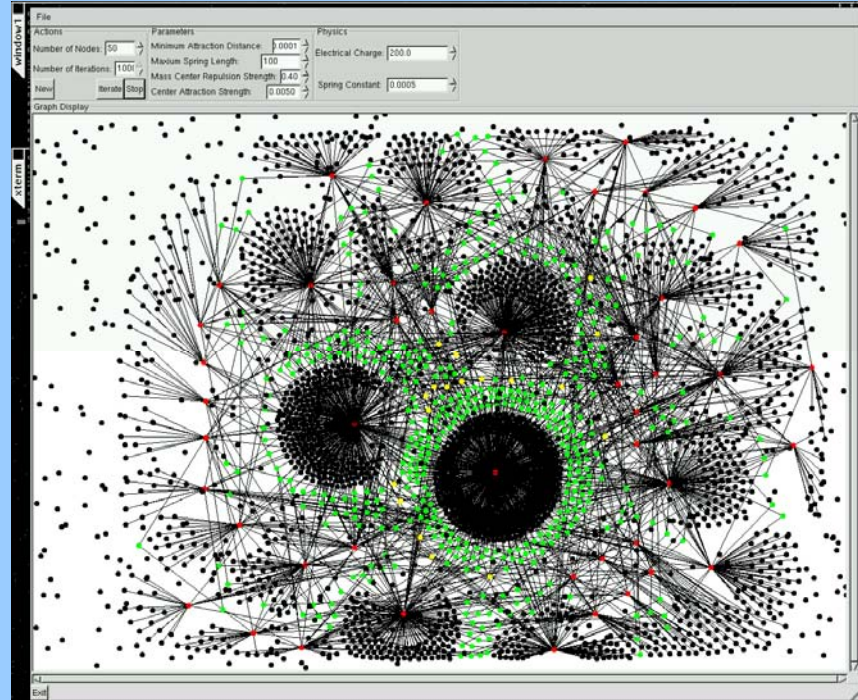 window1
xterm
File
Actions
Number of Nodes: 50
Number of Iterations: 100
New Iterate Stop
Parameters
Minimum Attraction Distance: 0.0001
Maxium Spring Length: 100
Mass Center Repulsion Strength: 0.40
Center Attraction Strength: 0.0050
Physics
Electrical Charge: 200.0
Spring Constant: 0.0005
Graph Display
Exit